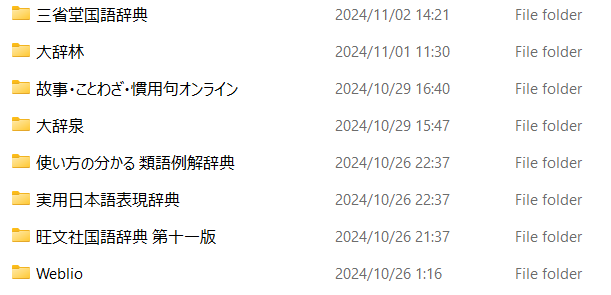 三省堂国語辞典 2024/11/02 14:21 File folder
大辞林 2024/11/01 11:30 File folder
故事・ことわざ・慣用句オンライン 2024/10/29 16:40 File folder
大辞泉 2024/10/29 15:47 File folder
使い方の分かる 類語例解辞典 2024/10/26 22:37 File folder
実用日本語表現辞典 2024/10/26 22:37 File folder
旺文社国語辞典 第十一版 2024/10/26 21:37 File folder
Weblio 2024/10/26 1:16 File folder